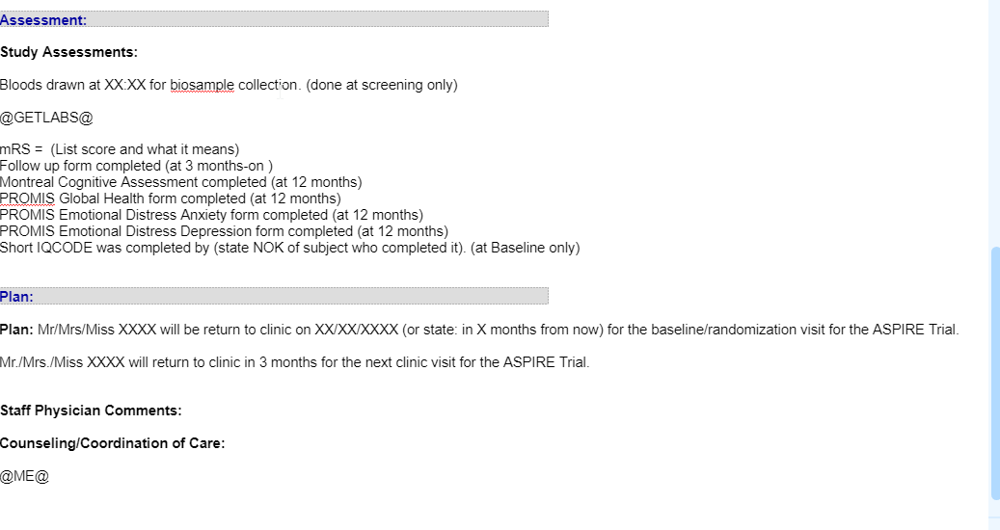 Assessment:
Study Assessments:
Bloods drawn at XX:XX for biosample collection. (done at screening only)
@GETLABS@
mRS =  (List score and what it means)
Follow up form completed (at 3 months-on )
Montreal Cognitive Assessment completed (at 12 months)
PROMIS Global Health form completed (at 12 months)
PROMIS Emotional Distress Anxiety form completed (at 12 months)
PROMIS Emotional Distress Depression form completed (at 12 months)
Short IQCODE was completed by (state NOK of subject who completed it). (at Baseline only)
Plan:
Plan: Mr/Mrs/Miss XXXX will be return to clinic on XX/XX/XXXX (or state: in X months from now) for the baseline/randomization visit for the ASPIRE Trial.
Mr./Mrs./Miss XXXX will return to clinic in 3 months for the next clinic visit for the ASPIRE Trial.
Staff Physician Comments:
Counseling/Coordination of Care:
@ME@